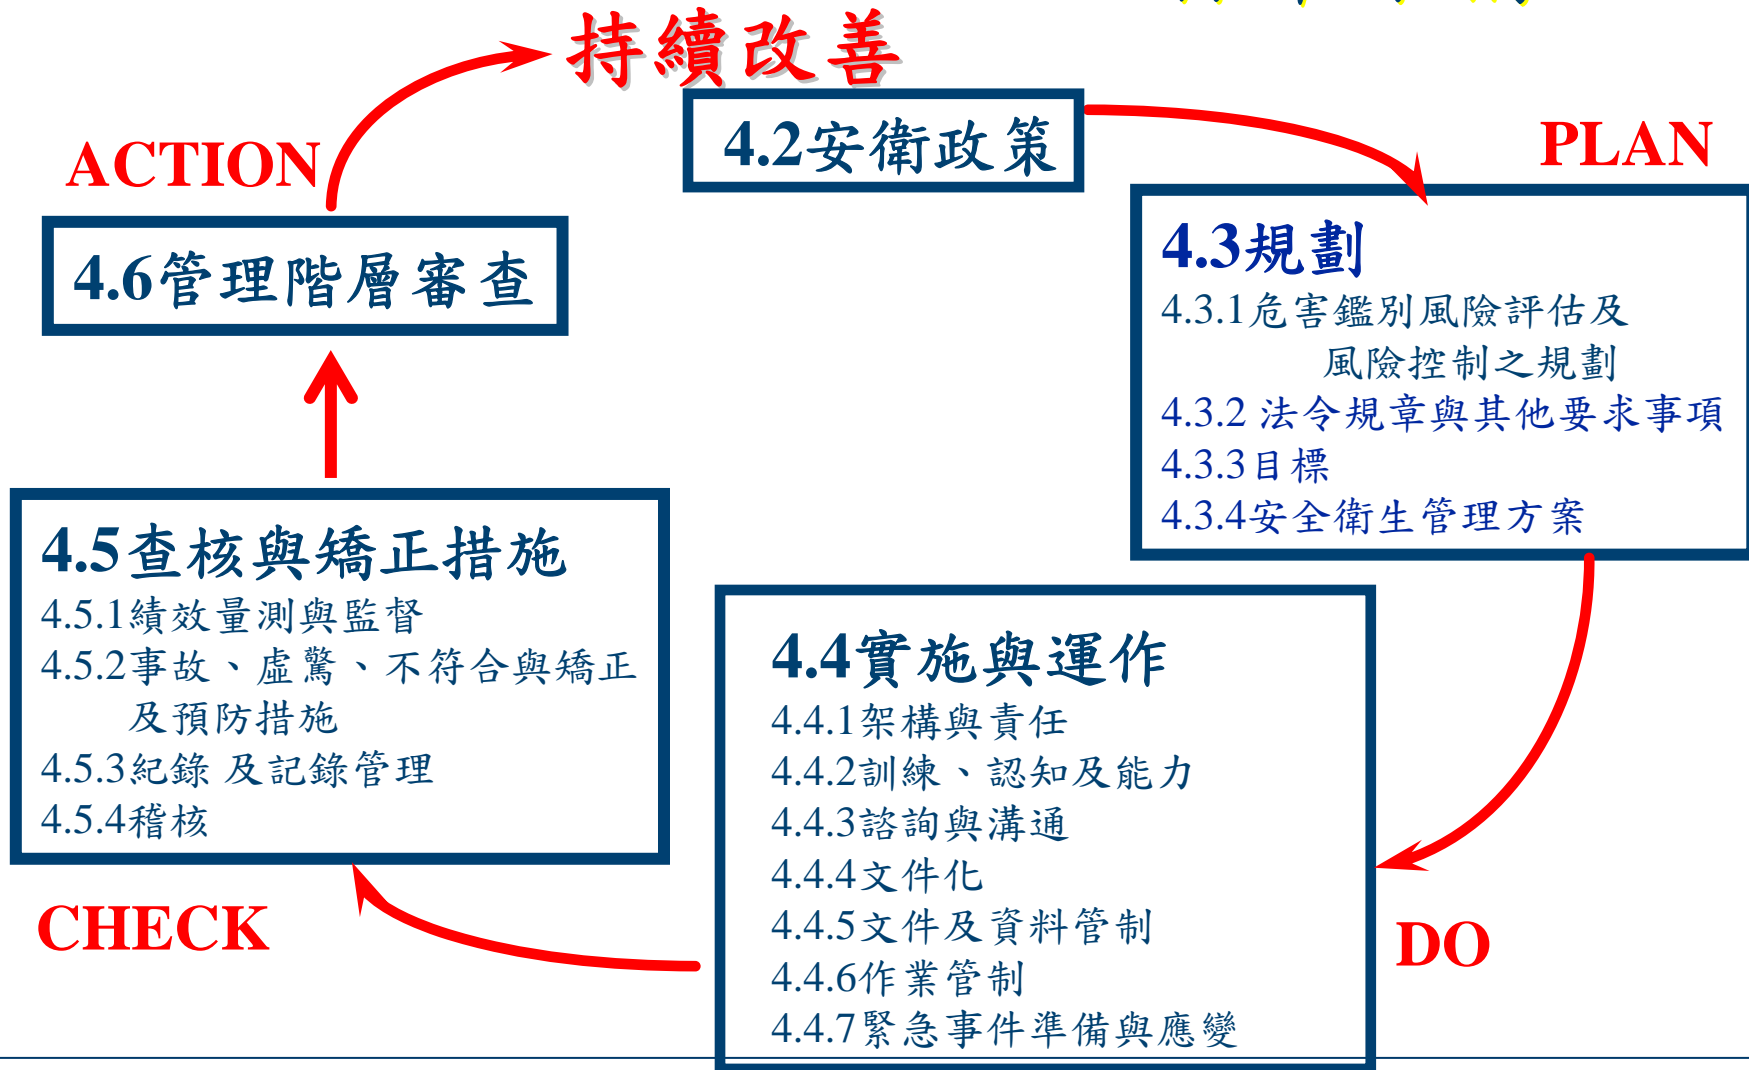 持續改善
4.2安衛政策
PLAN
4.3規劃
4.3.1危害鑑別風險評估及
風險控制之規劃
4.3.2 法令規章與其他要求事項
4.3.3目標
4.3.4安全衛生管理方案
DO
4.4實施與運作
4.4.1架構與責任
4.4.2訓練、認知及能力
4.4.3諮詢與溝通
4.4.4文件化
4.4.5文件及資料管制
4.4.6作業管制
4.4.7緊急事件準備與應變
CHECK
4.5查核與矯正措施
4.5.1績效量測與監督
4.5.2事故、虛驚、不符合與矯正
及預防措施
4.5.3紀錄 及記錄管理
4.5.4稽核
ACTION
4.6管理階層審查